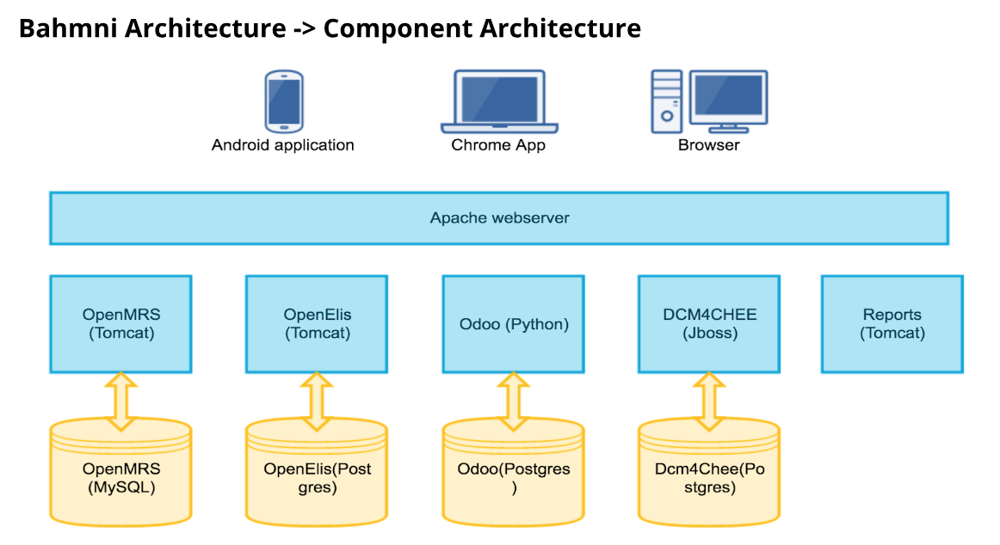 Bahmni Architecture -> Component Architecture
Android application
Chrome App
Browser
Apache webserver
OpenMRS
(Tomcat)
OpenElis
(Tomcat)
Odoo (Python)
DCM4CHEE
(Jboss)
Reports
(Tomcat)
OpenMRS
(MySQL)
OpenElis(Post
gres)
Odoo(Postgres
)
Dcm4Chee(Po
stgres)